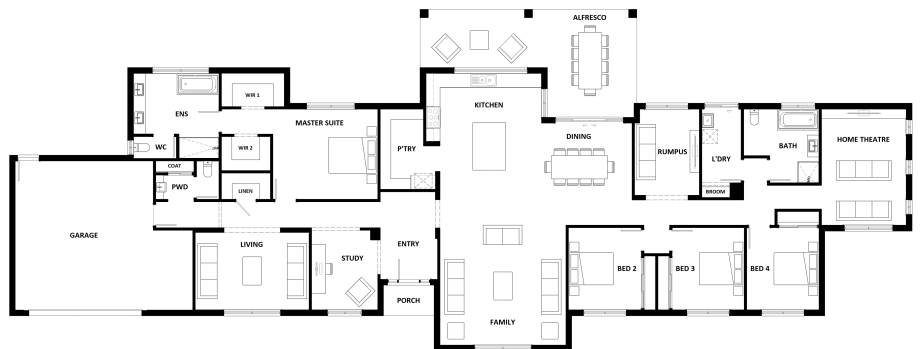 ALFRESCO
WIR 1
KITCHEN
ENS
MASTER SUITE
DINING
HOME THEATRE
WC
WIR 2
P'TRY
RUMPUS
L'DRY
BATH
COAT
PWD
LINEN
BROOM
GARAGE
LIVING
STUDY
ENTRY
BED 2
BED 3
BED 4
PORCH
FAMILY